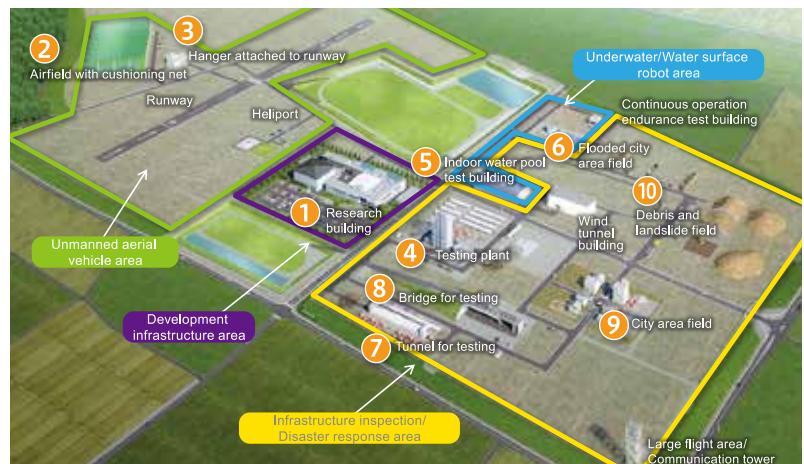 2
Airfield with cushioning net
3
Hanger attached to runway
Runway
Heliport
Underwater/Water surface
robot area
Continuous operation
endurance test building
6
Flooded city
area field
5
Indoor water pool
test building
10
Debris and
landslide field
Wind
tunnel
building
1
Research
building
4
Testing plant
Unmanned aerial
vehicle area
8
Bridge for testing
Development
infrastructure area
9
City area field
7
Tunnel for testing
Infrastructure inspection/
Disaster response area
Large flight area/
Communication tower